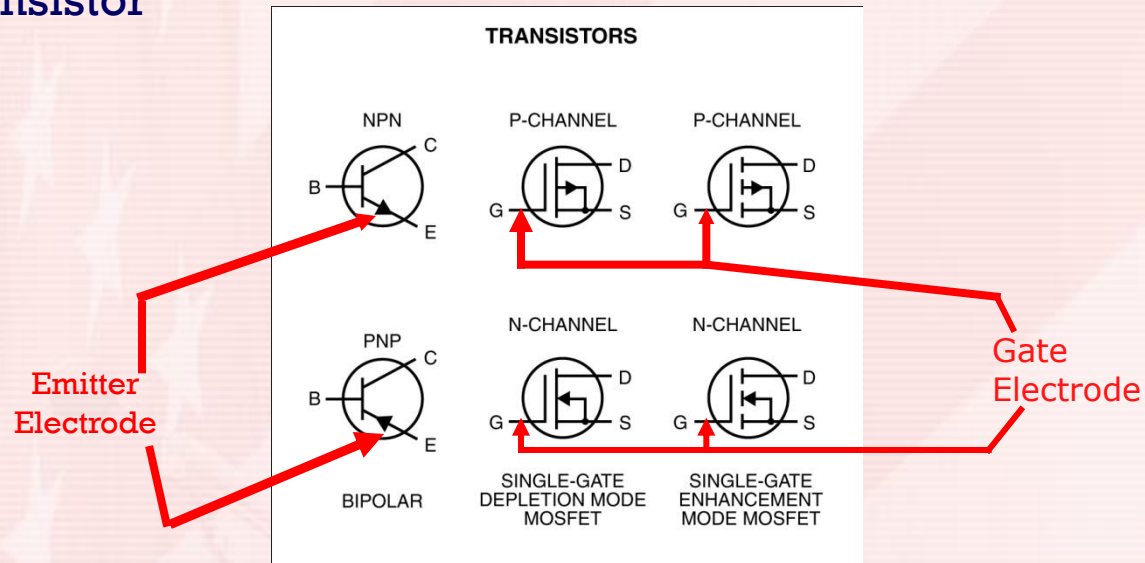 nsistor
TRANSISTORS
NPN
P-CHANNEL
P-CHANNEL
B
C
E
G
D
S
G
D
S
PNP
N-CHANNEL
N-CHANNEL
B
C
E
G
D
S
G
D
S
Emitter
Electrode
Gate
Electrode
BIPOLAR
SINGLE-GATE
DEPLETION MODE
MOSFET
SINGLE-GATE
ENHANCEMENT
MODE MOSFET